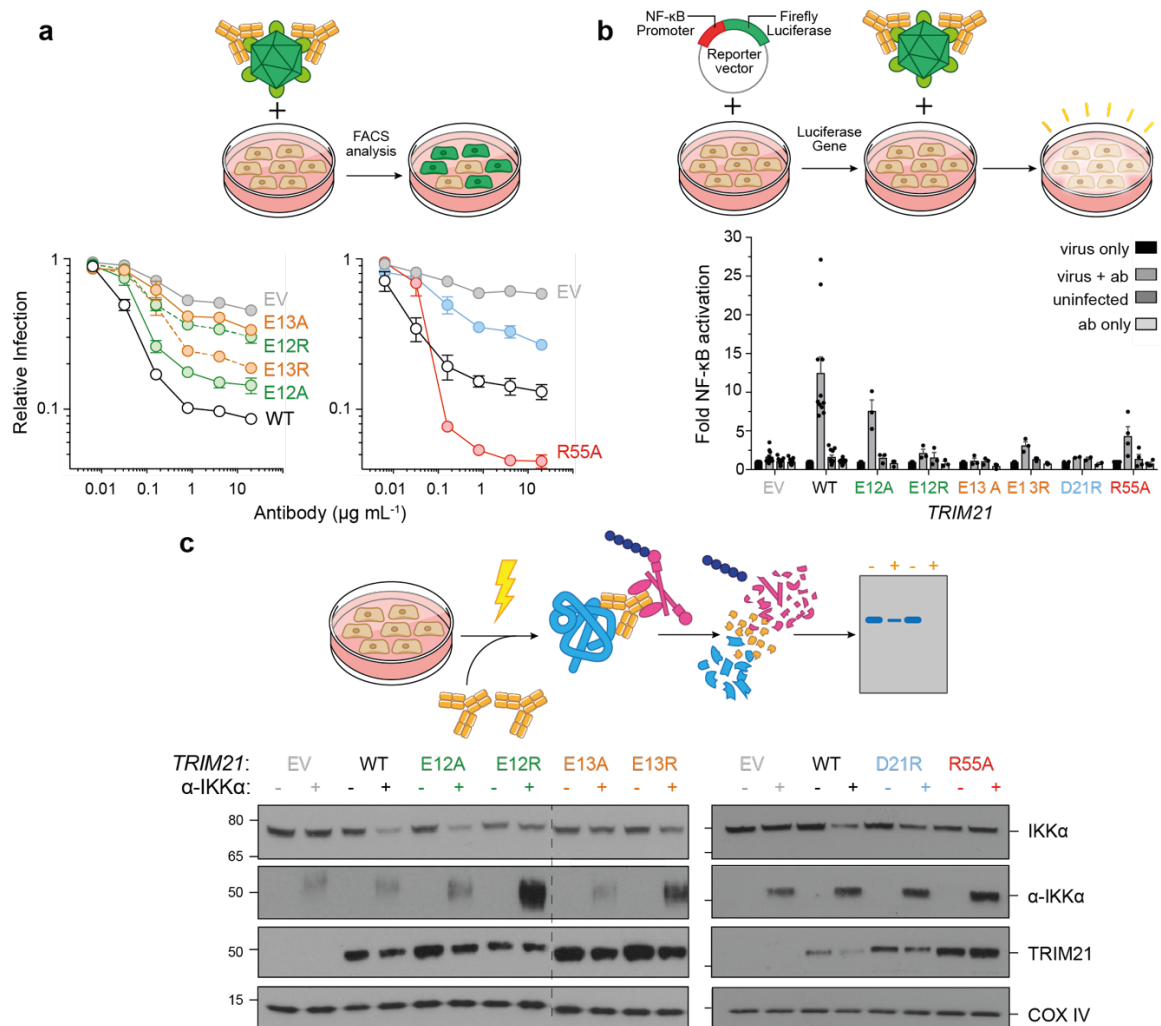 a
FACS
analysis
Relative Infection
1
0.1
EV
E13A
E12R
E13R
E12A
WT
0.01 0.1 1 10
1
0.1
EV
R55A
0.01 0.1 1 10
Antibody (µg mL⁻¹)
b
NF-κB
Promoter
Firefly
Luciferase
Reporter
vector
Luciferase
Gene
Fold NF-κB activation
30
25
20
15
10
5
0
virus only
virus + ab
uninfected
ab only
EV WT E12A E12R E13 A E13R D21R R55A
TRIM21
c
- + - +
TRIM21: EV WT E12A E12R E13A E13R
α-IKKα: - + - + - + - + - + - +
80
65
50
50
15
EV WT D21R R55A
- + - + - + - +
IKKα
α-IKKα
TRIM21
COX IV